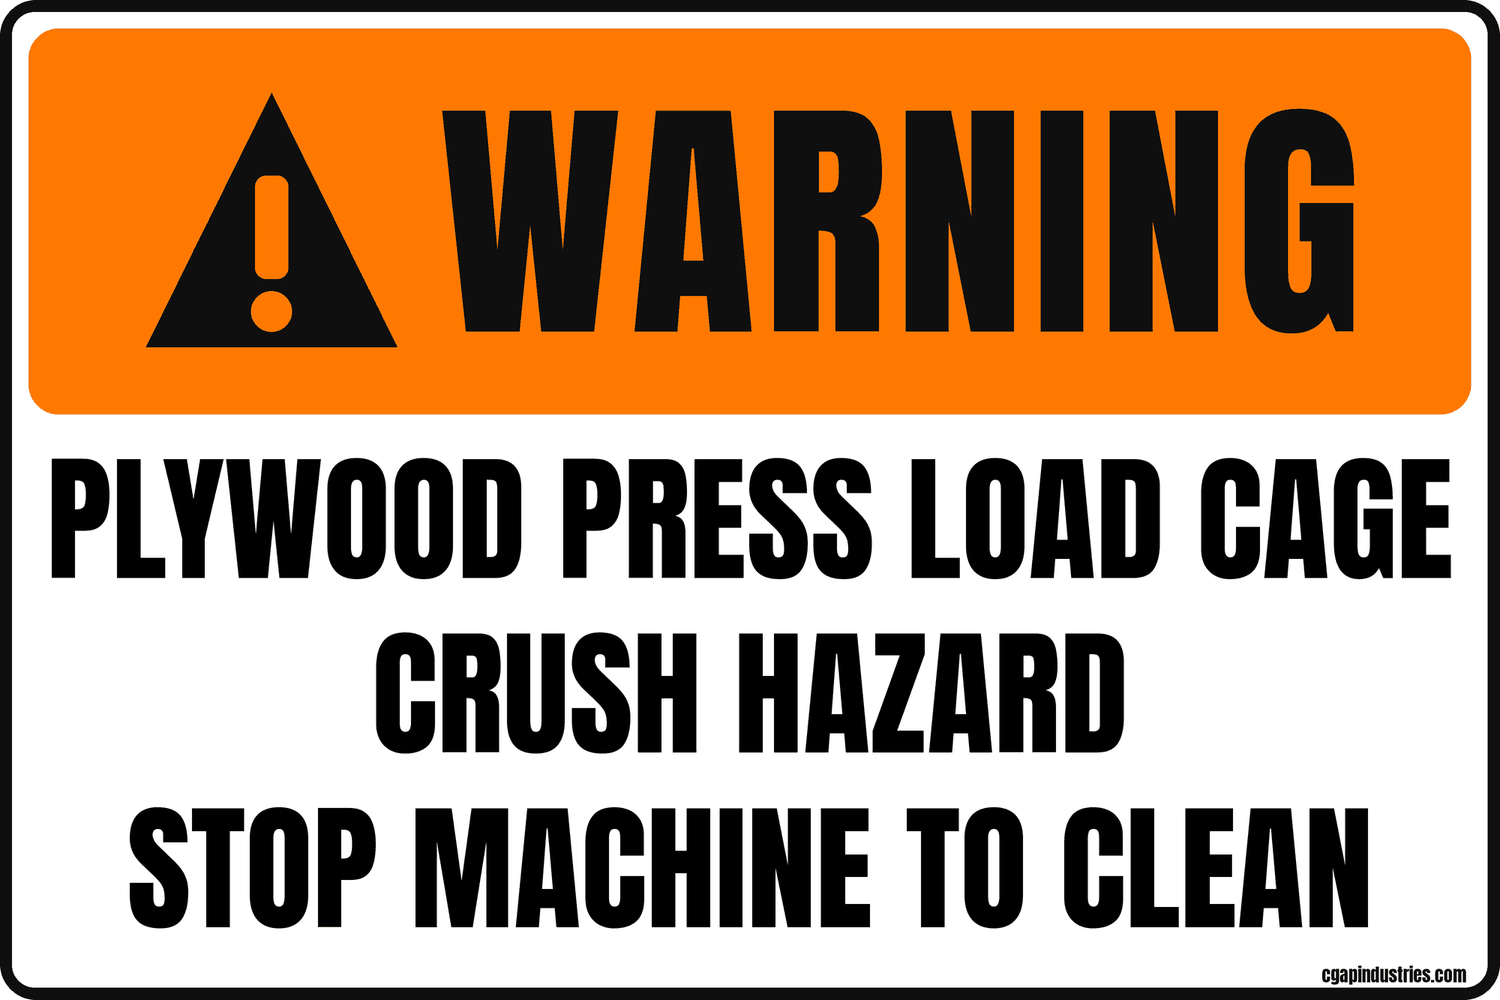 WARNING
PLYWOOD PRESS LOAD CAGE
CRUSH HAZARD
STOP MACHINE TO CLEAN
cgapindustries.com